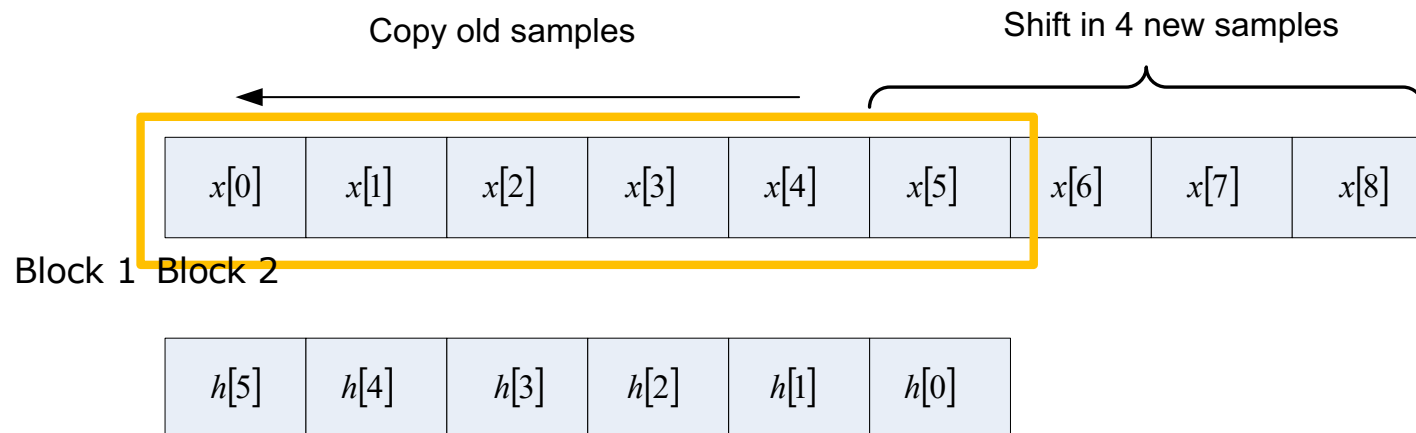 Copy old samples
Shift in 4 new samples
x[0] x[1] x[2] x[3] x[4] x[5] x[6] x[7] x[8]
Block 1 Block 2
h[5] h[4] h[3] h[2] h[1] h[0]